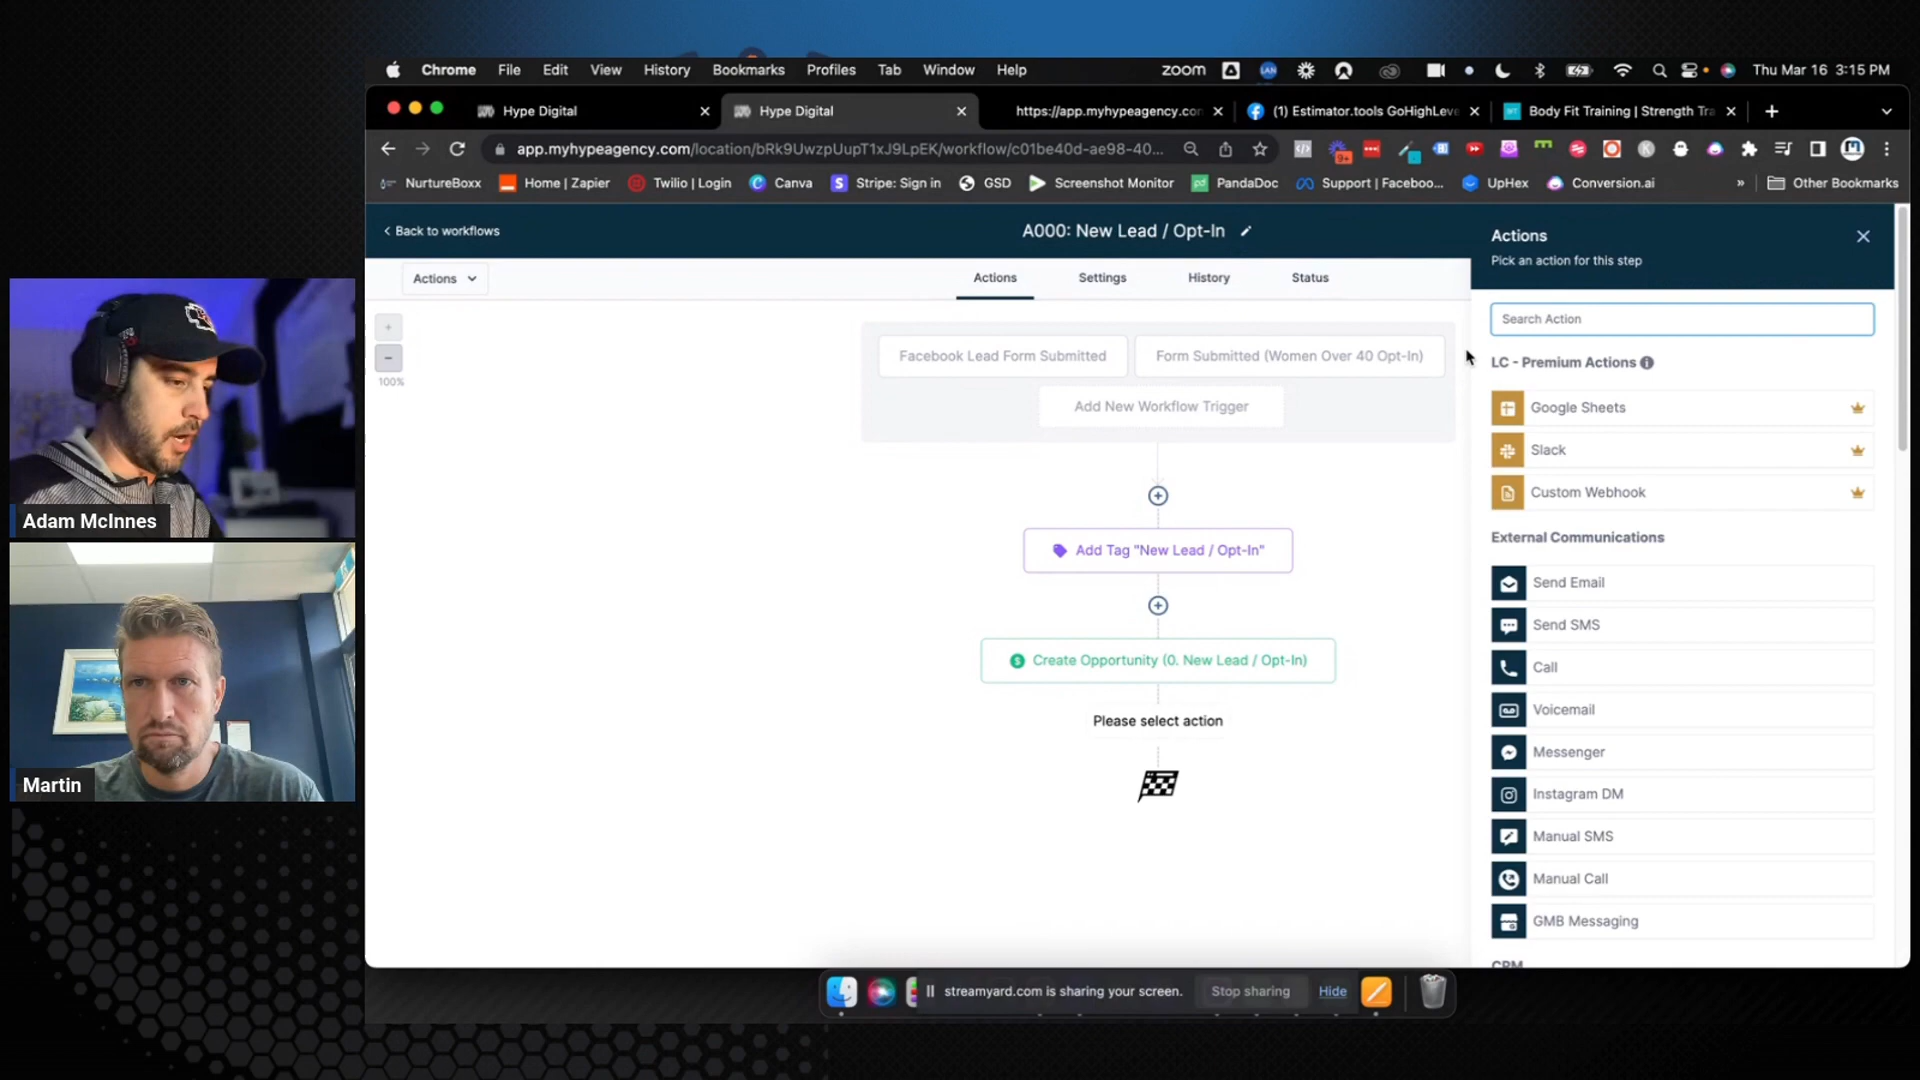 Chrome File Edit View History Bookmarks Profiles Tab Window Help zoom LAN Thu Mar 16 3:15 PM
Hype Digital Hype Digital https://app.myhypeagency.con (1) Estimator.tools GoHighLeve Body Fit Training | Strength Tra
app.myhypeagency.com/location/bRk9UwzpUupT1xJ9LpEK/workflow/c01be40d-ae98-40... 9+
NurtureBoxx Home | Zapier Twilio | Login Canva Stripe: Sign in GSD Screenshot Monitor PandaDoc Support | Faceboo... UpHex Conversion.ai » Other Bookmarks
Back to workflows
A000: New Lead / Opt-In
Actions
Actions Settings History Status
100%
Facebook Lead Form Submitted
Form Submitted (Women Over 40 Opt-In)
Add New Workflow Trigger
Add Tag "New Lead / Opt-In"
Create Opportunity (0. New Lead / Opt-In)
Please select action
Actions
Pick an action for this step
Search Action
LC - Premium Actions
Google Sheets
Slack
Custom Webhook
External Communications
Send Email
Send SMS
Call
Voicemail
Messenger
Instagram DM
Manual SMS
Manual Call
GMB Messaging
CRM
Adam McInnes
Martin
streamyard.com is sharing your screen. Stop sharing Hide